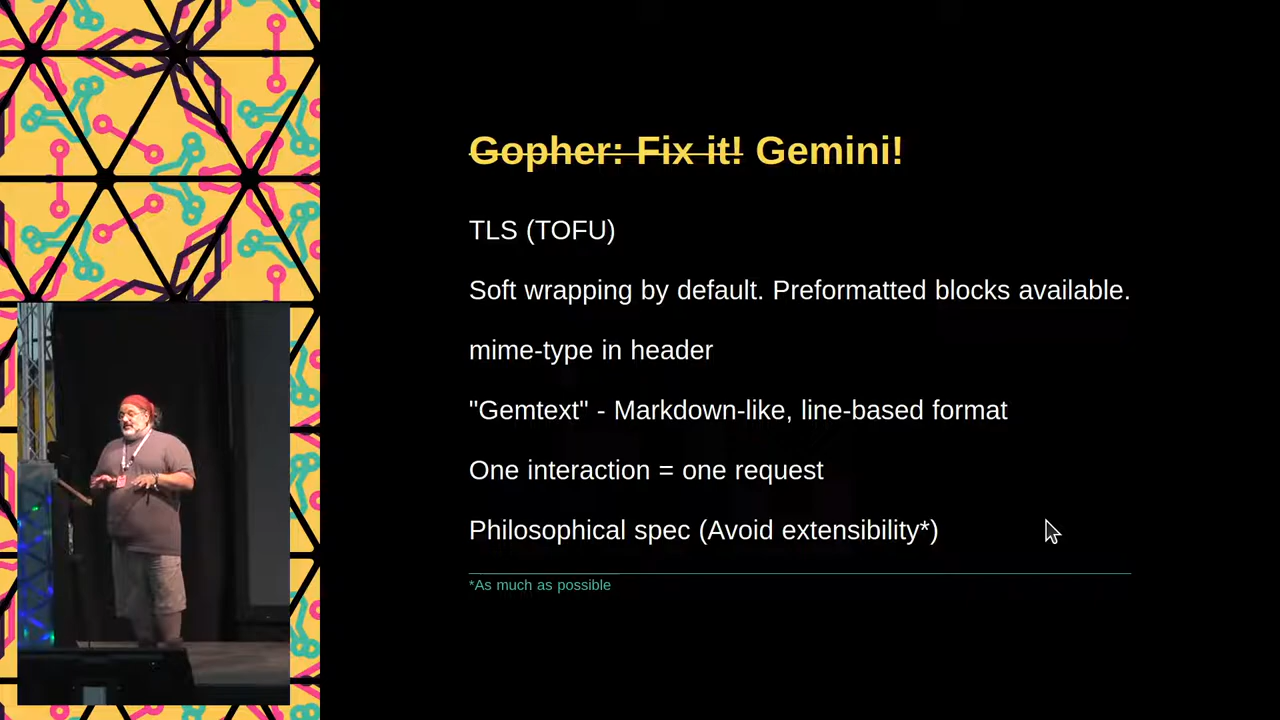 Gopher: Fix it! Gemini!
TLS (TOFU)
Soft wrapping by default. Preformatted blocks available.
mime-type in header
"Gemtext" - Markdown-like, line-based format
One interaction = one request
Philosophical spec (Avoid extensibility*)
*As much as possible